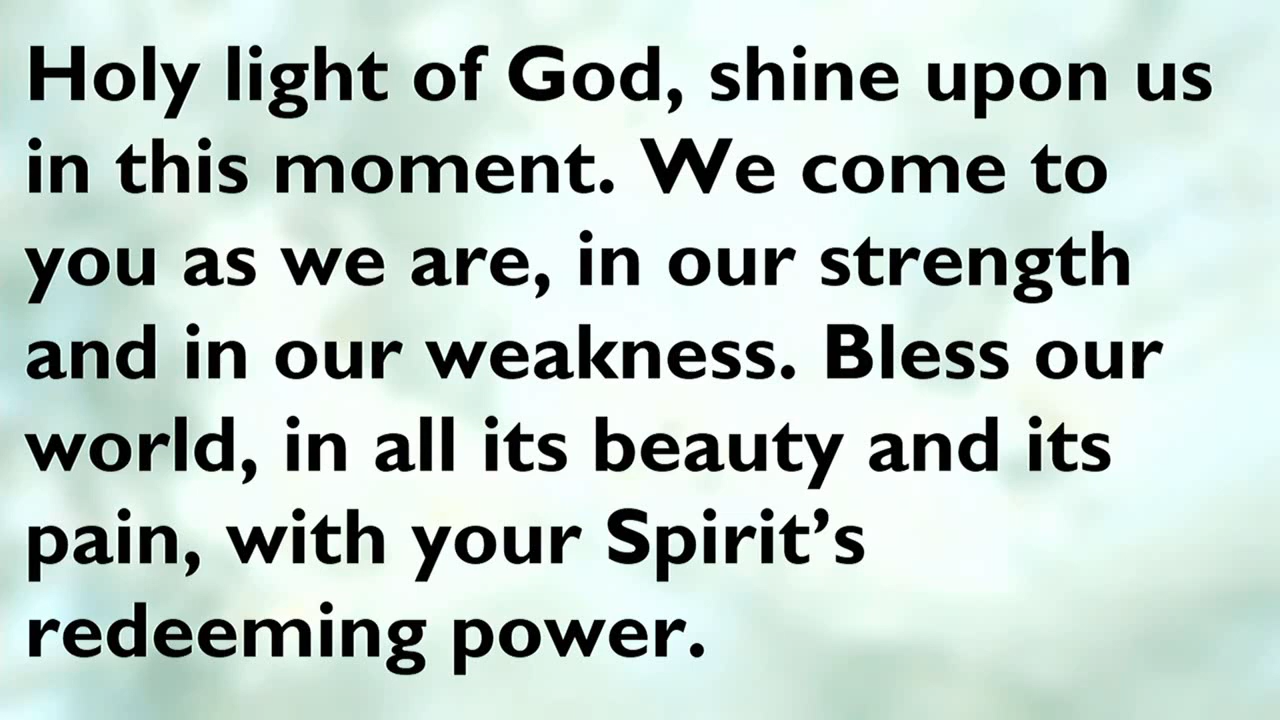 Holy light of God, shine upon us
in this moment. We come to
you as we are, in our strength
and in our weakness. Bless our
world, in all its beauty and its
pain, with your Spirit’s
redeeming power.